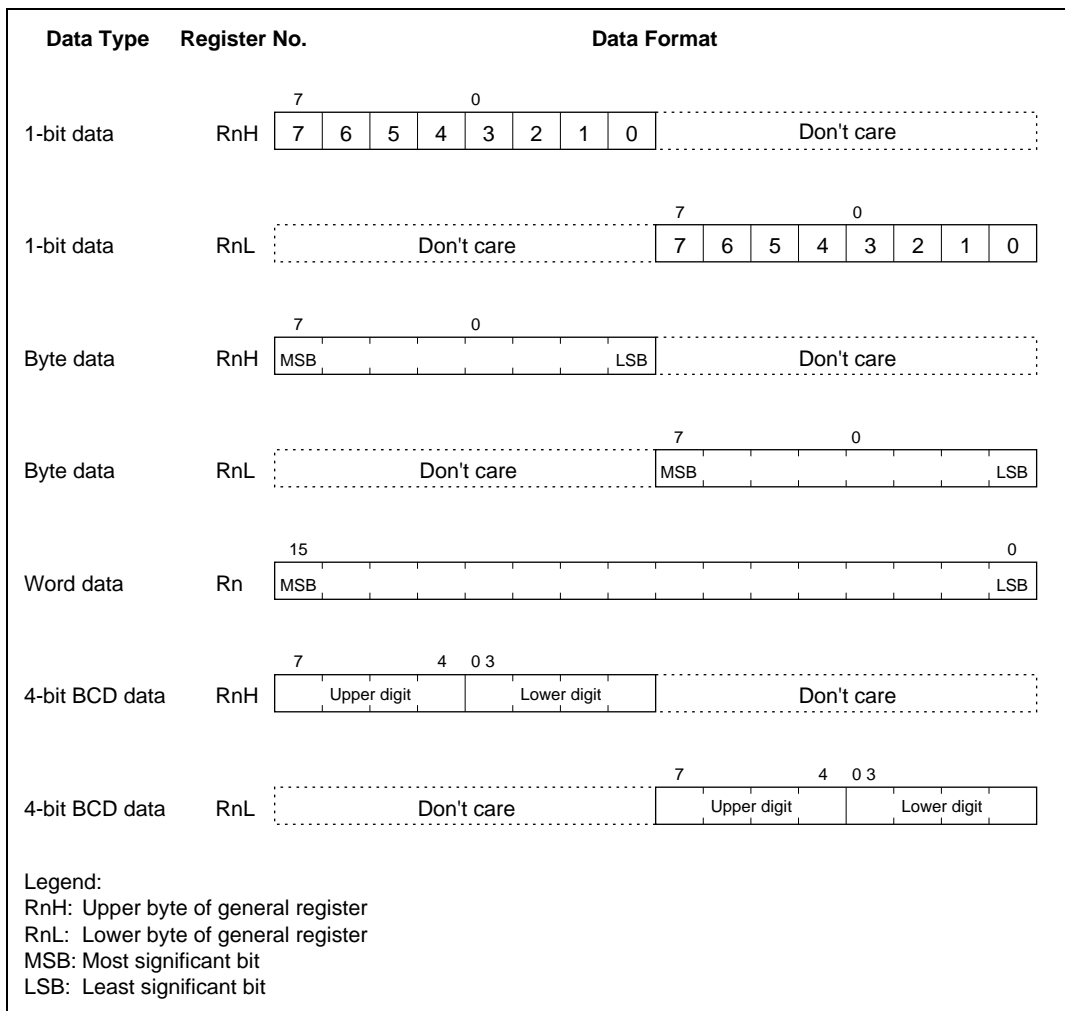 Data Type Register No. Data Format
7 0
1-bit data RnH 7 6 5 4 3 2 1 0 Don't care
7 0
1-bit data RnL Don't care 7 6 5 4 3 2 1 0
7 0
Byte data RnH MSB LSB Don't care
7 0
Byte data RnL Don't care MSB LSB
15 0
Word data Rn MSB LSB
7 4 0 3
4-bit BCD data RnH Upper digit Lower digit Don't care
7 4 0 3
4-bit BCD data RnL Don't care Upper digit Lower digit
Legend:
RnH: Upper byte of general register
RnL: Lower byte of general register
MSB: Most significant bit
LSB: Least significant bit